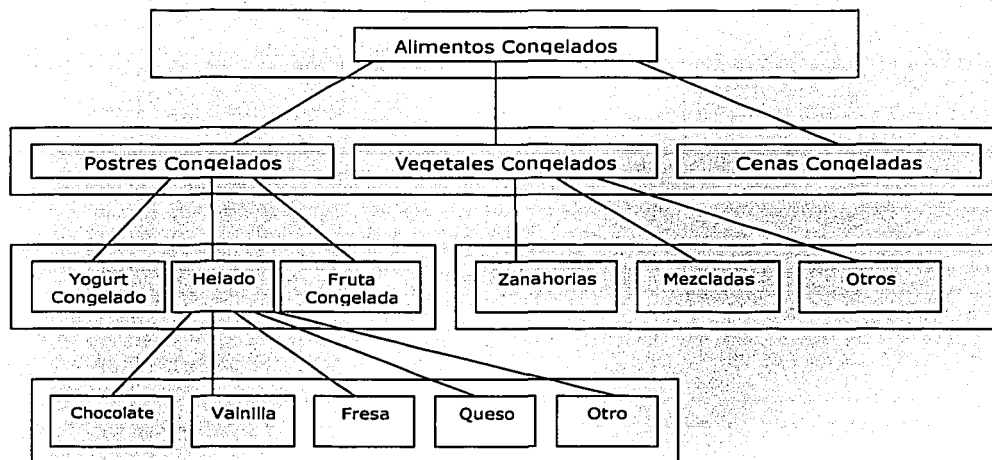 Alimentos Congelados
Postres Congelados
Vegetales Congelados
Cenas Congeladas
Yogurt
Congelado
Helado
Fruta
Congelada
Zanahorias
Mezcladas
Otros
Chocolate
Vainilla
Fresa
Queso
Otro